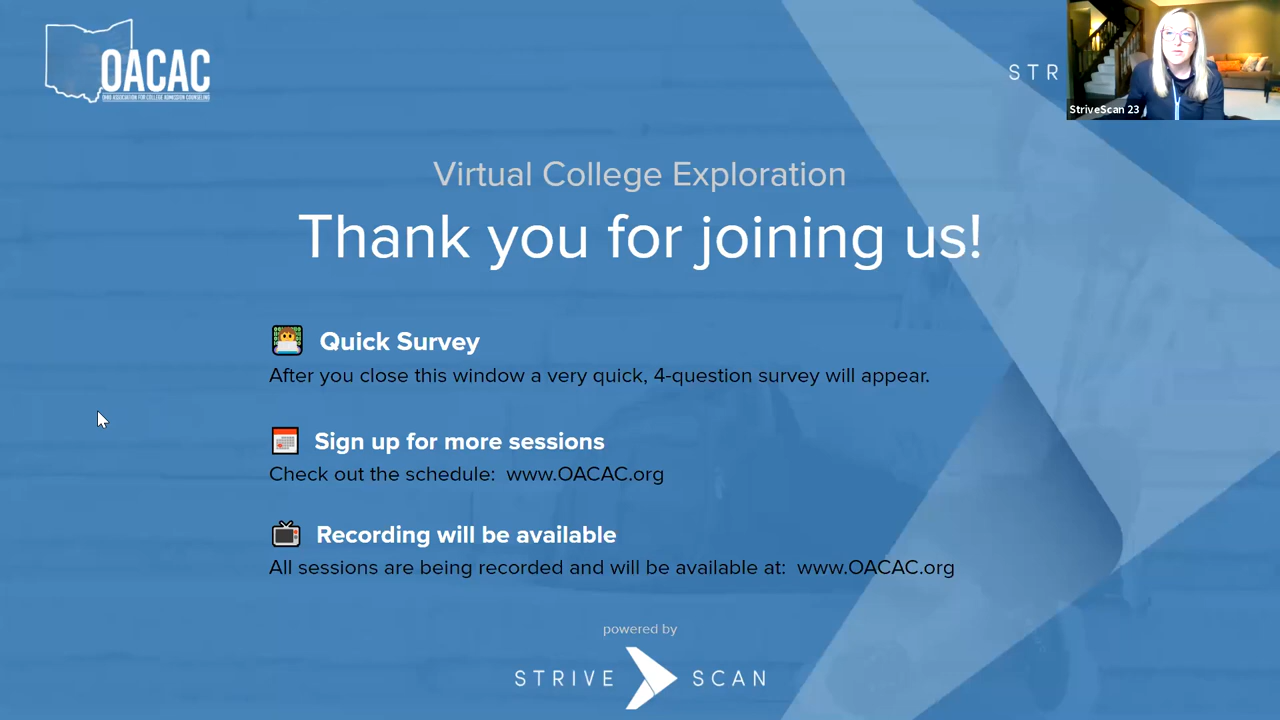 OACAC
OHIO ASSOCIATION FOR COLLEGE ADMISSION COUNSELING
STR
StriveScan 23
Virtual College Exploration
Thank you for joining us!
Quick Survey
After you close this window a very quick, 4-question survey will appear.
Sign up for more sessions
Check out the schedule: www.OACAC.org
Recording will be available
All sessions are being recorded and will be available at: www.OACAC.org
powered by
STRIVE SCAN